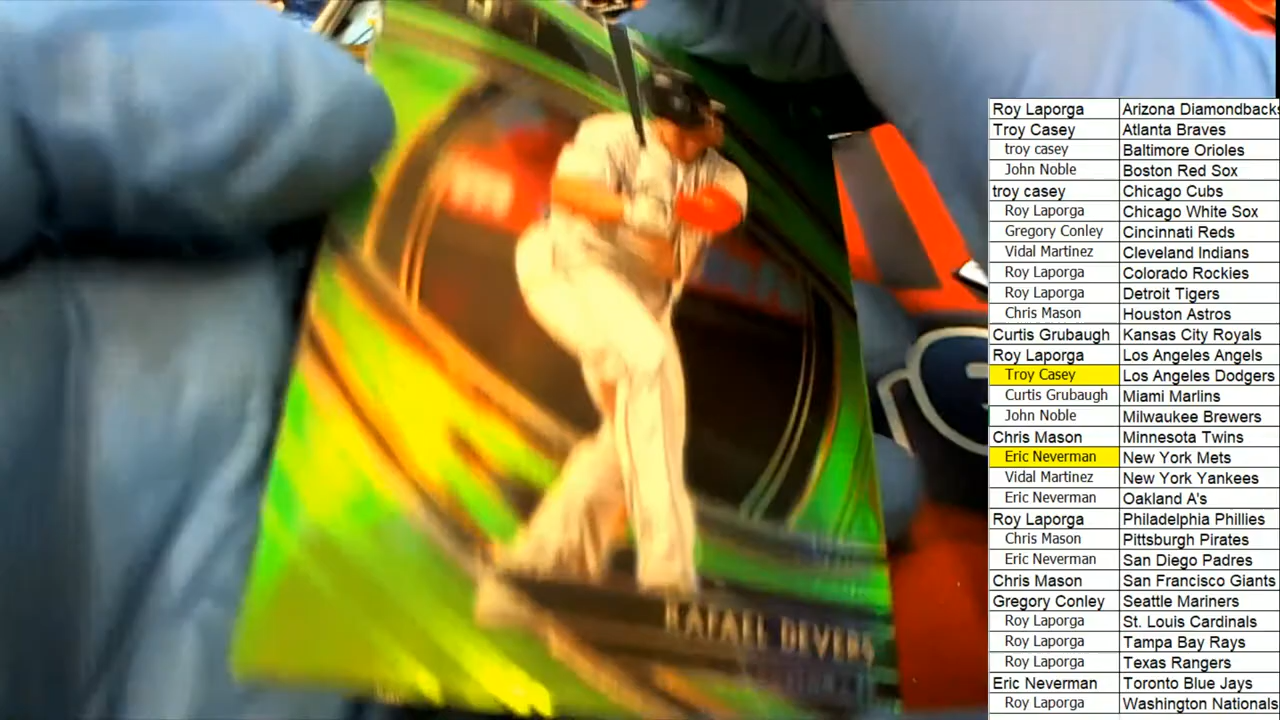 RAFAEL DEVERS
Roy Laporga Arizona Diamondbacks
Troy Casey Atlanta Braves
troy casey Baltimore Orioles
John Noble Boston Red Sox
troy casey Chicago Cubs
Roy Laporga Chicago White Sox
Gregory Conley Cincinnati Reds
Vidal Martinez Cleveland Indians
Roy Laporga Colorado Rockies
Roy Laporga Detroit Tigers
Chris Mason Houston Astros
Curtis Grubaugh Kansas City Royals
Roy Laporga Los Angeles Angels
Troy Casey Los Angeles Dodgers
Curtis Grubaugh Miami Marlins
John Noble Milwaukee Brewers
Chris Mason Minnesota Twins
Eric Neverman New York Mets
Vidal Martinez New York Yankees
Eric Neverman Oakland A's
Roy Laporga Philadelphia Phillies
Chris Mason Pittsburgh Pirates
Eric Neverman San Diego Padres
Chris Mason San Francisco Giants
Gregory Conley Seattle Mariners
Roy Laporga St. Louis Cardinals
Roy Laporga Tampa Bay Rays
Roy Laporga Texas Rangers
Eric Neverman Toronto Blue Jays
Roy Laporga Washington Nationals